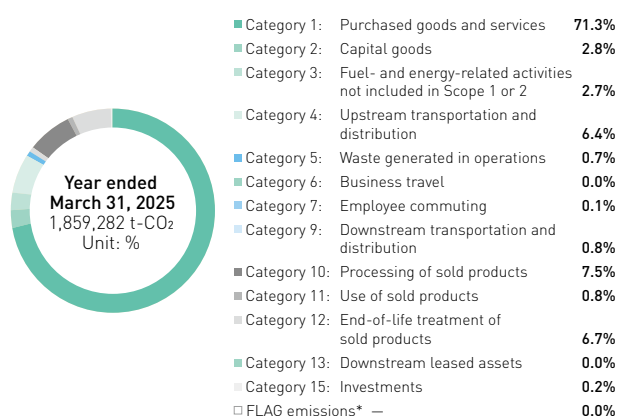 Year ended
March 31, 2025
1,859,282 t-CO₂
Unit: %
Category 1: Purchased goods and services 71.3%
Category 2: Capital goods 2.8%
Category 3: Fuel- and energy-related activities
not included in Scope 1 or 2 2.7%
Category 4: Upstream transportation and
distribution 6.4%
Category 5: Waste generated in operations 0.7%
Category 6: Business travel 0.0%
Category 7: Employee commuting 0.1%
Category 9: Downstream transportation and
distribution 0.8%
Category 10: Processing of sold products 7.5%
Category 11: Use of sold products 0.8%
Category 12: End-of-life treatment of
sold products 6.7%
Category 13: Downstream leased assets 0.0%
Category 15: Investments 0.2%
FLAG emissions* — 0.0%